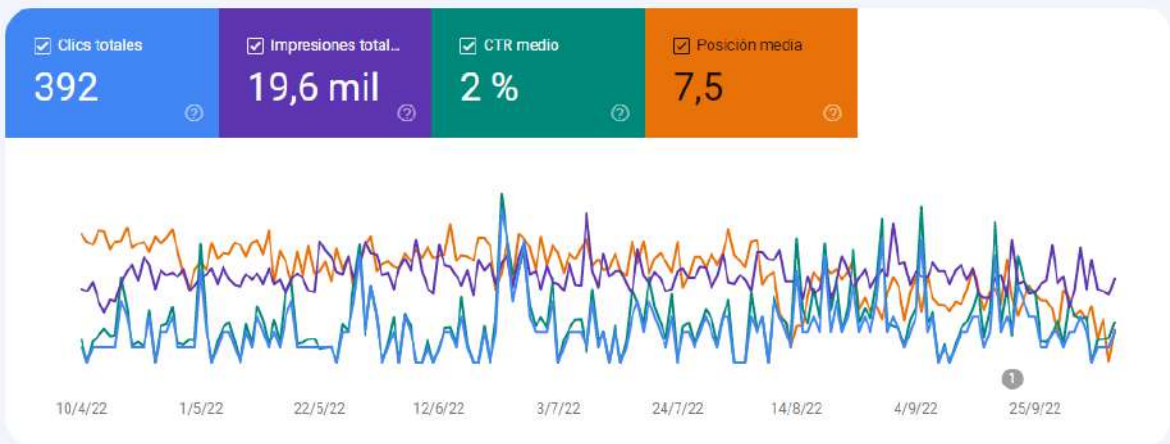 Clics totales
392
Impresiones total...
19,6 mil
CTR medio
2 %
Posición media
7,5
1
10/4/22 1/5/22 22/5/22 12/6/22 3/7/22 24/7/22 14/8/22 4/9/22 25/9/22